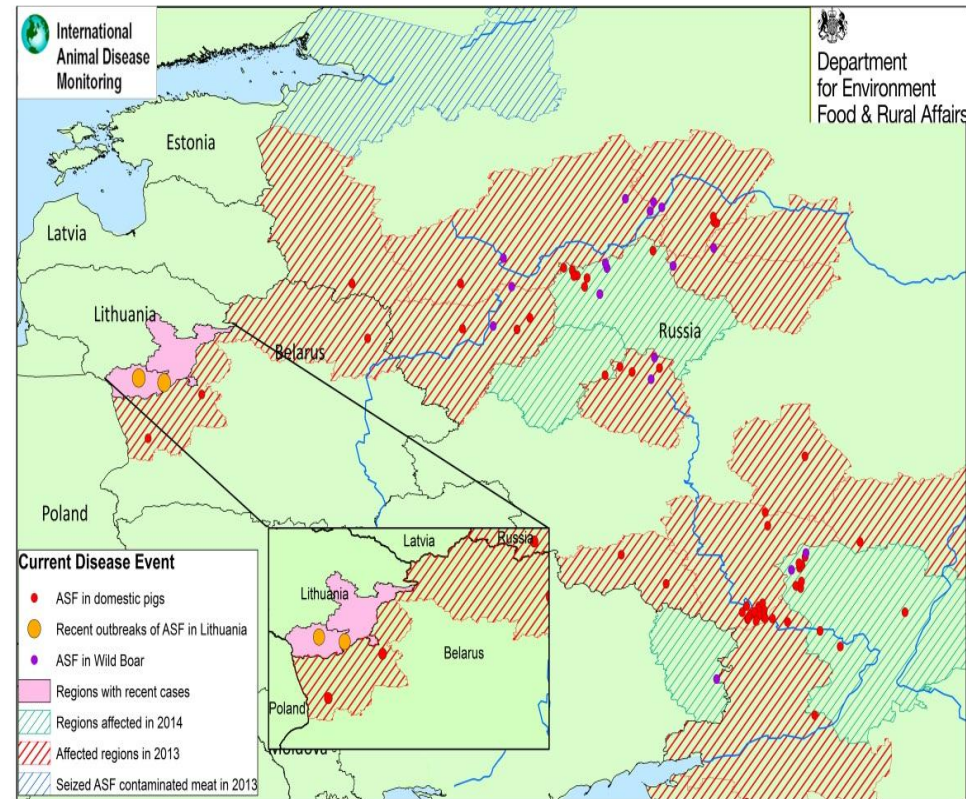 International
Animal Disease
Monitoring
Department
for Environment
Food & Rural Affairs
Estonia
Latvia
Lithuania
Belarus
Russia
Poland
Latvia
Russia
Lithuania
Belarus
Poland
Moldova
Current Disease Event
ASF in domestic pigs
Recent outbreaks of ASF in Lithuania
ASF in Wild Boar
Regions with recent cases
Regions affected in 2014
Affected regions in 2013
Seized ASF contaminated meat in 2013